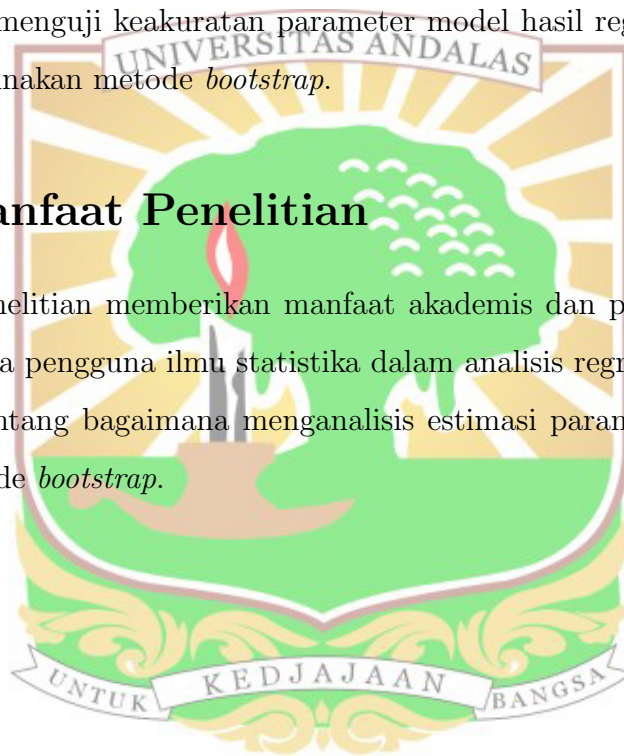 menguji keakuratan parameter model hasil reg
UNIVERSITAS ANDALAS
nakan metode bootstrap.
anfaat Penelitian
nelitian memberikan manfaat akademis dan p
a pengguna ilmu statistika dalam analisis regr
ntang bagaimana menganalisis estimasi param
de bootstrap.
UNTUK KEDJAJAAN BANGSA